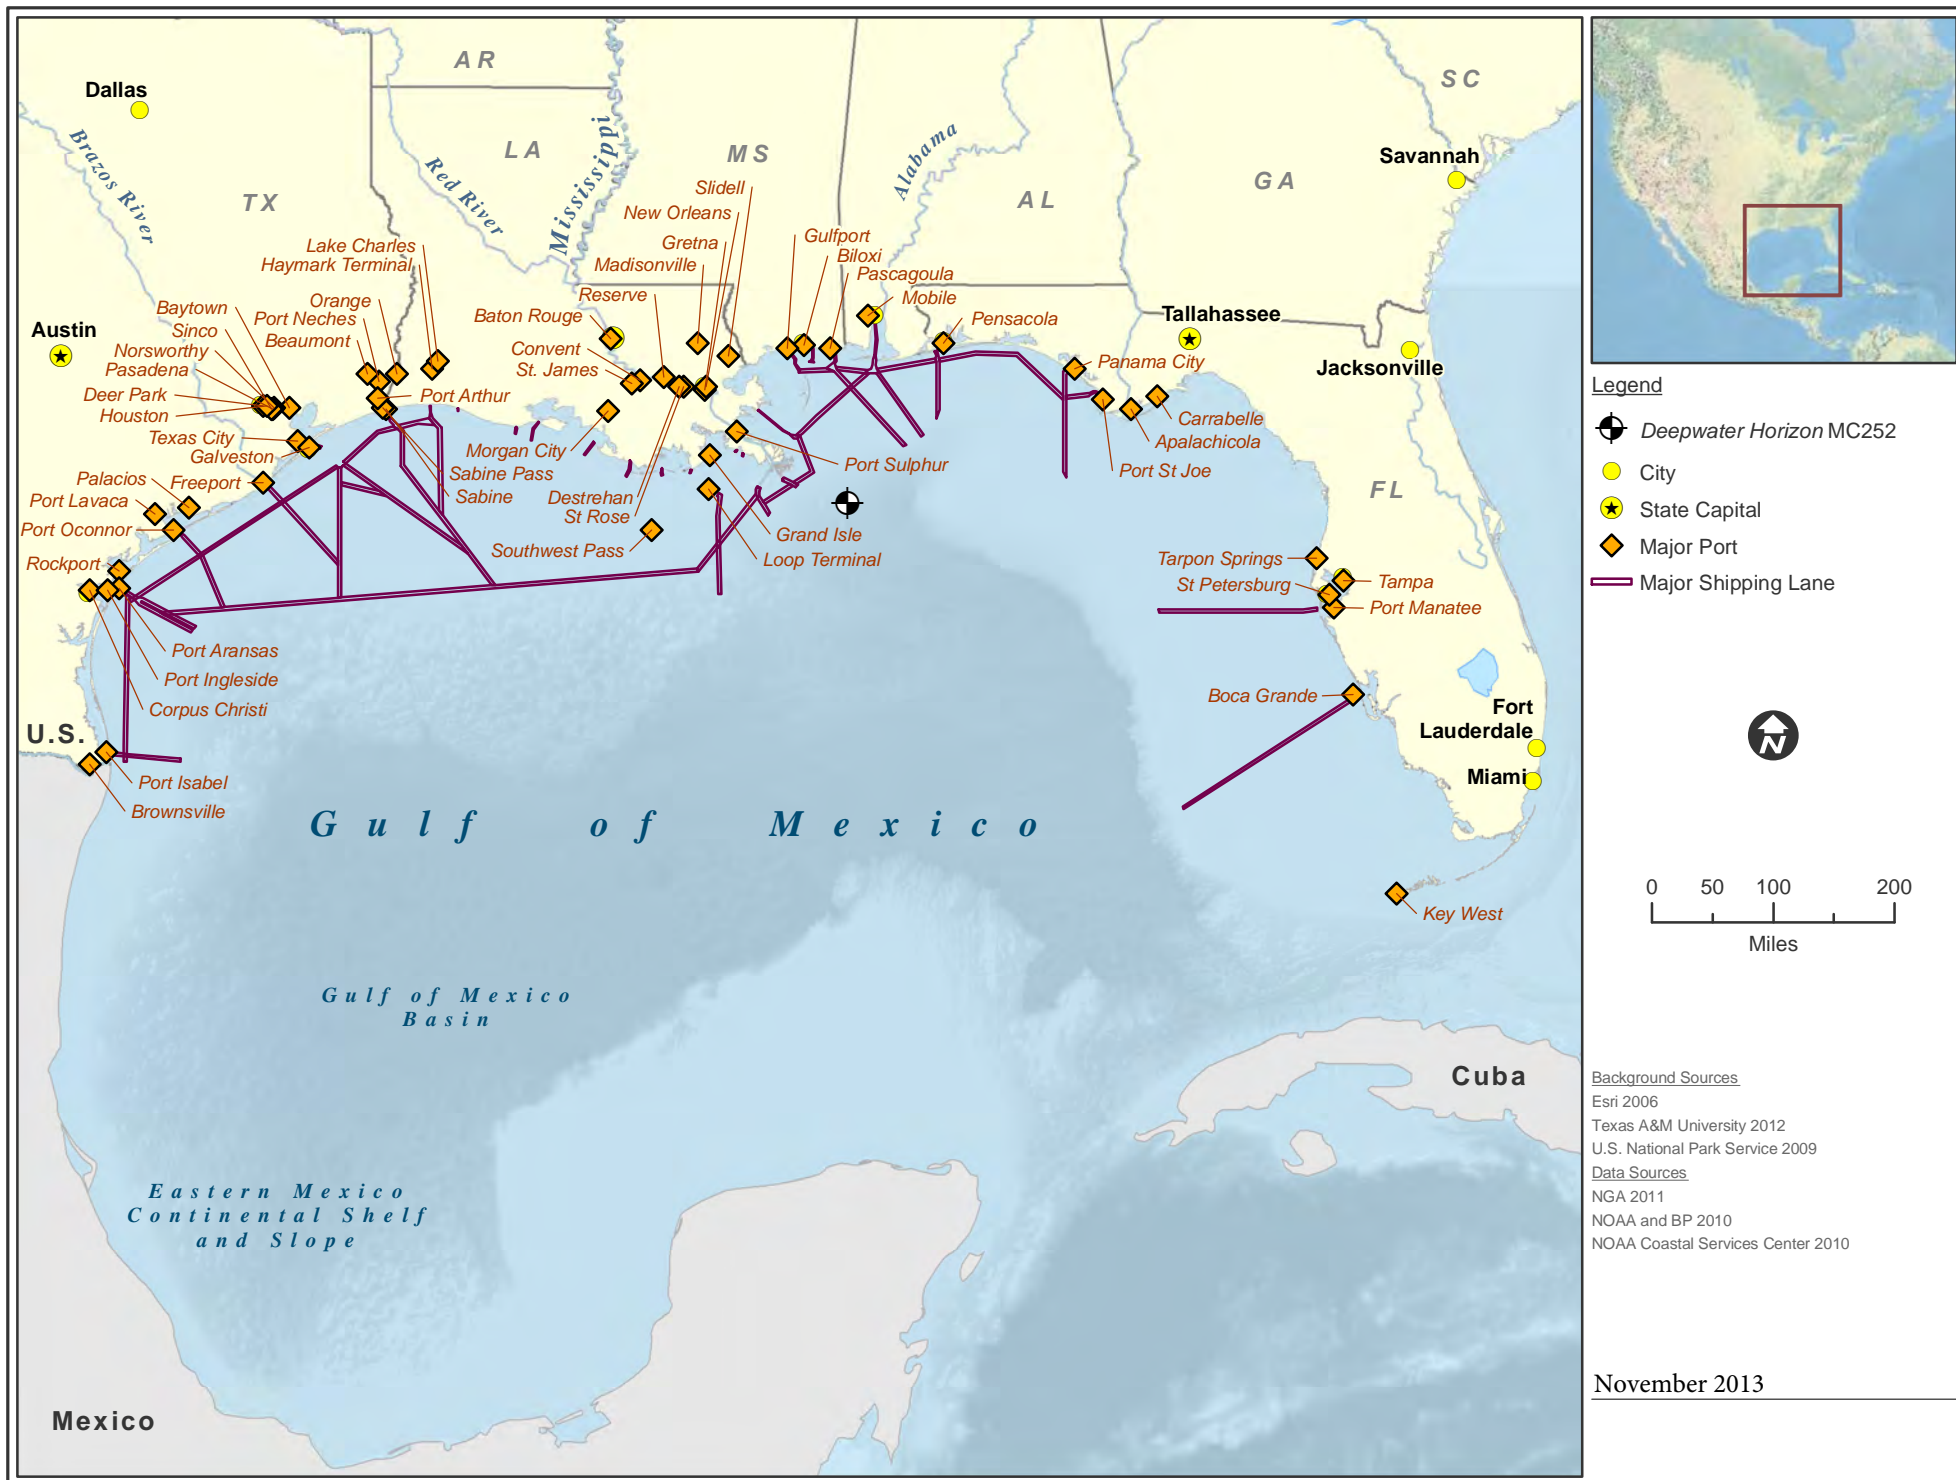 AR
SC
Dallas
Brazos River
Red River
Mississippi
Alabama
LA
MS
TX
AL
GA
FL
Savannah
Slidell
New Orleans
Gretna
Madisonville
Reserve
Baton Rouge
Convent
St. James
Lake Charles
Haymark Terminal
Orange
Port Neches
Beaumont
Baytown
Sinco
Norsworthy
Pasadena
Deer Park
Houston
Texas City
Galveston
Palacios
Freeport
Port Lavaca
Port Oconnor
Rockport
Austin
Gulfport
Biloxi
Pascagoula
Mobile
Pensacola
Tallahassee
Jacksonville
Panama City
Carrabelle
Apalachicola
Port St Joe
Port Arthur
Sabine Pass
Sabine
Morgan City
Destrehan
St Rose
Southwest Pass
Port Sulphur
Grand Isle
Loop Terminal
Tarpon Springs
St Petersburg
Tampa
Port Manatee
Boca Grande
Fort
Lauderdale
Miami
Key West
Port Aransas
Port Ingleside
Corpus Christi
U.S.
Port Isabel
Brownsville
Gulf of Mexico
Gulf of Mexico
Basin
Eastern Mexico
Continental Shelf
and Slope
Cuba
Mexico
Legend
Deepwater Horizon MC252
City
State Capital
Major Port
Major Shipping Lane
N
0 50 100 200
Miles
Background Sources
Esri 2006
Texas A&M University 2012
U.S. National Park Service 2009
Data Sources
NGA 2011
NOAA and BP 2010
NOAA Coastal Services Center 2010
November 2013